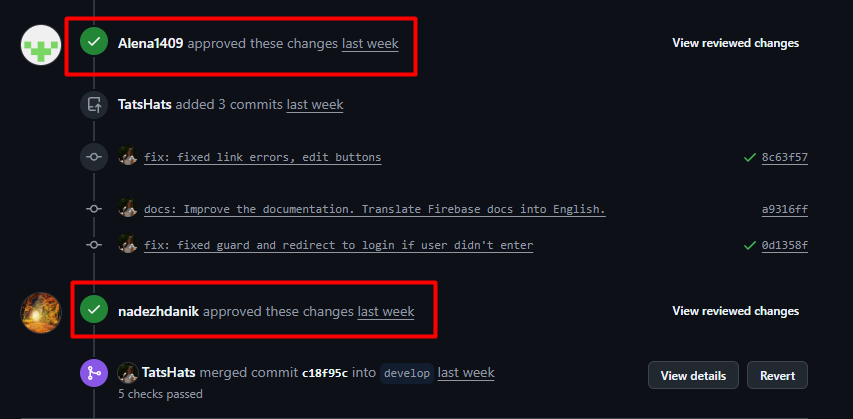 Alena1409 approved these changes last week View reviewed changes
TatsHats added 3 commits last week
fix: fixed link errors, edit buttons 8c63f57
docs: Improve the documentation. Translate Firebase docs into English. a9316ff
fix: fixed guard and redirect to login if user didn't enter 0d1358f
nadezhdanik approved these changes last week View reviewed changes
TatsHats merged commit c18f95c into develop last week View details Revert
5 checks passed